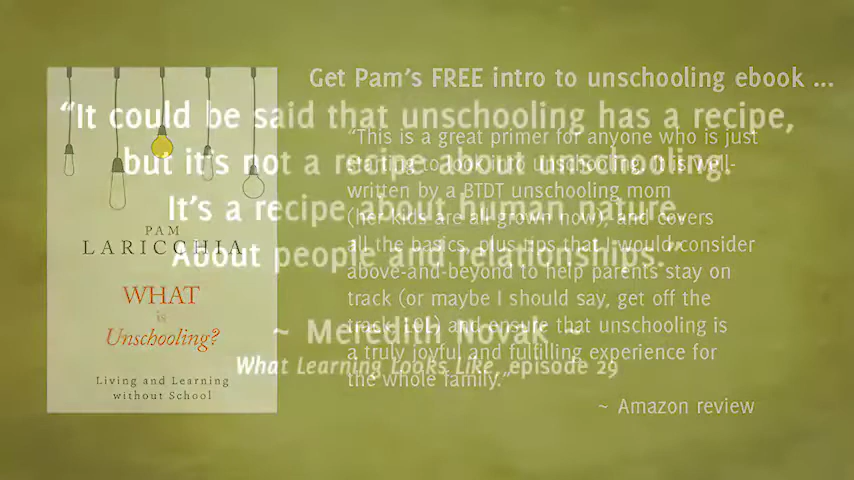 Get Pam's FREE intro to unschooling ebook ...
"It could be said that unschooling has a recipe,
but it's not a recipe about unschooling.
It's a recipe about human nature.
About people and relationships."
~ Meredith Novak ~
What Learning Looks Like, episode 29
PAM
LARICCHIA
WHAT
is
Unschooling?
Living and Learning
without School
"This is a great primer for anyone who is just
starting to look into unschooling. It is well-
written by a BTDT unschooling mom
(her kids are all grown now), and covers
all the basics, plus tips that I would consider
above-and-beyond to help parents stay on
track (or maybe I should say, get off the
track, LOL) and ensure that unschooling is
a truly joyful and fulfilling experience for
the whole family."
~ Amazon review